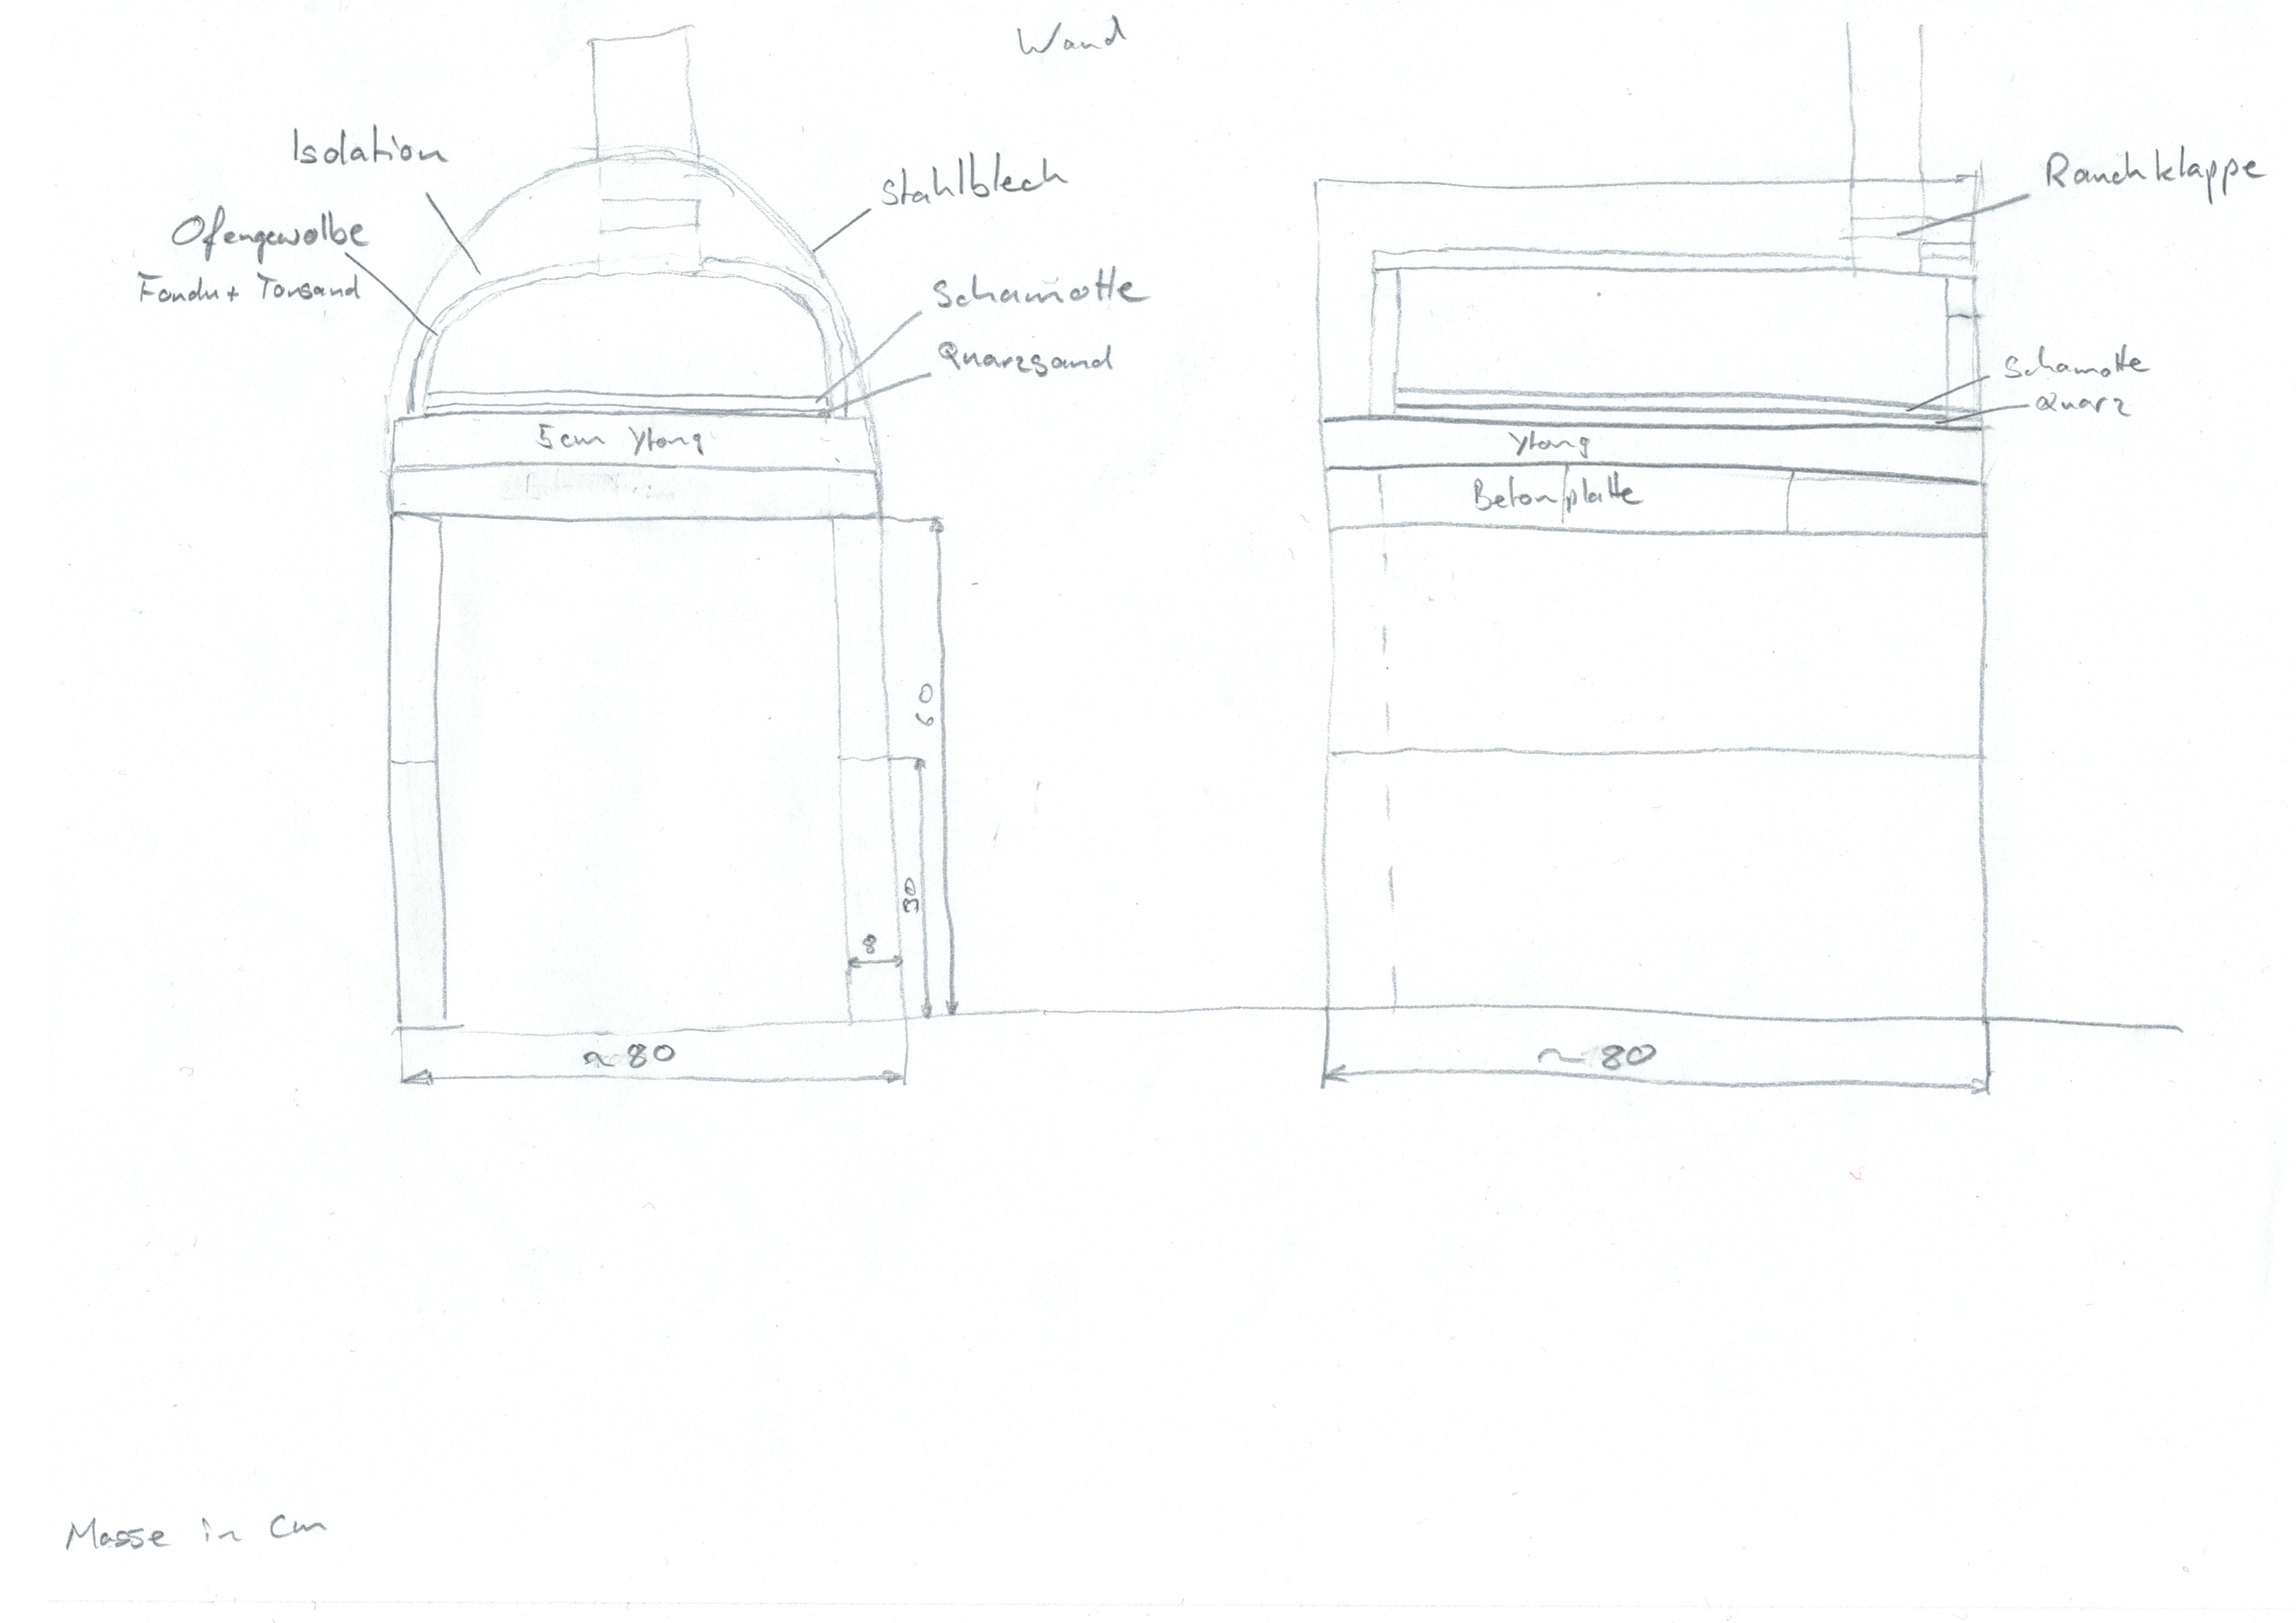 Wand
Isolation
Stahlblech
Ofengewölbe
Fondu + Tonsand
Schamotte
Quarzsand
5cm Ytong
60
30
8
~ 80
Rauchklappe
Schamotte
Quarz
Ytong
Betonplatte
~ 80
Masse in cm